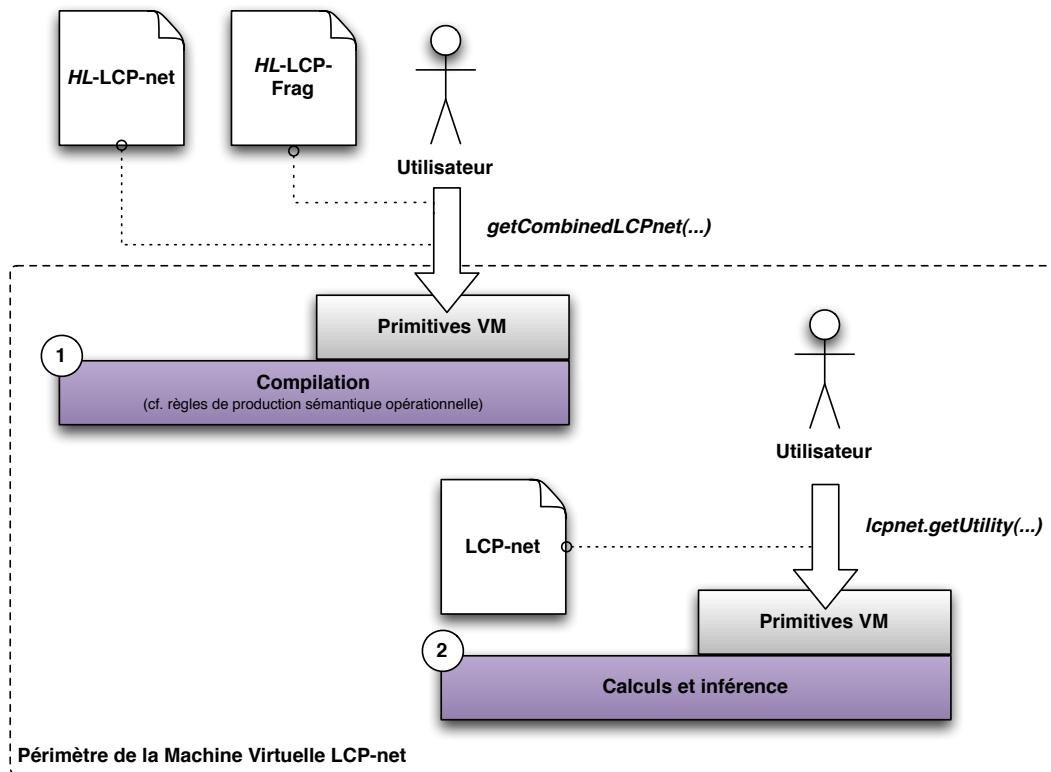 HL-LCP-net
HL-LCP-
Frag
Utilisateur
getCombinedLCPnet(...)
Primitives VM
1
Compilation
(cf. règles de production sémantique opérationnelle)
Utilisateur
LCP-net
lcpnet.getUtility(...)
Primitives VM
2
Calculs et inférence
Périmètre de la Machine Virtuelle LCP-net